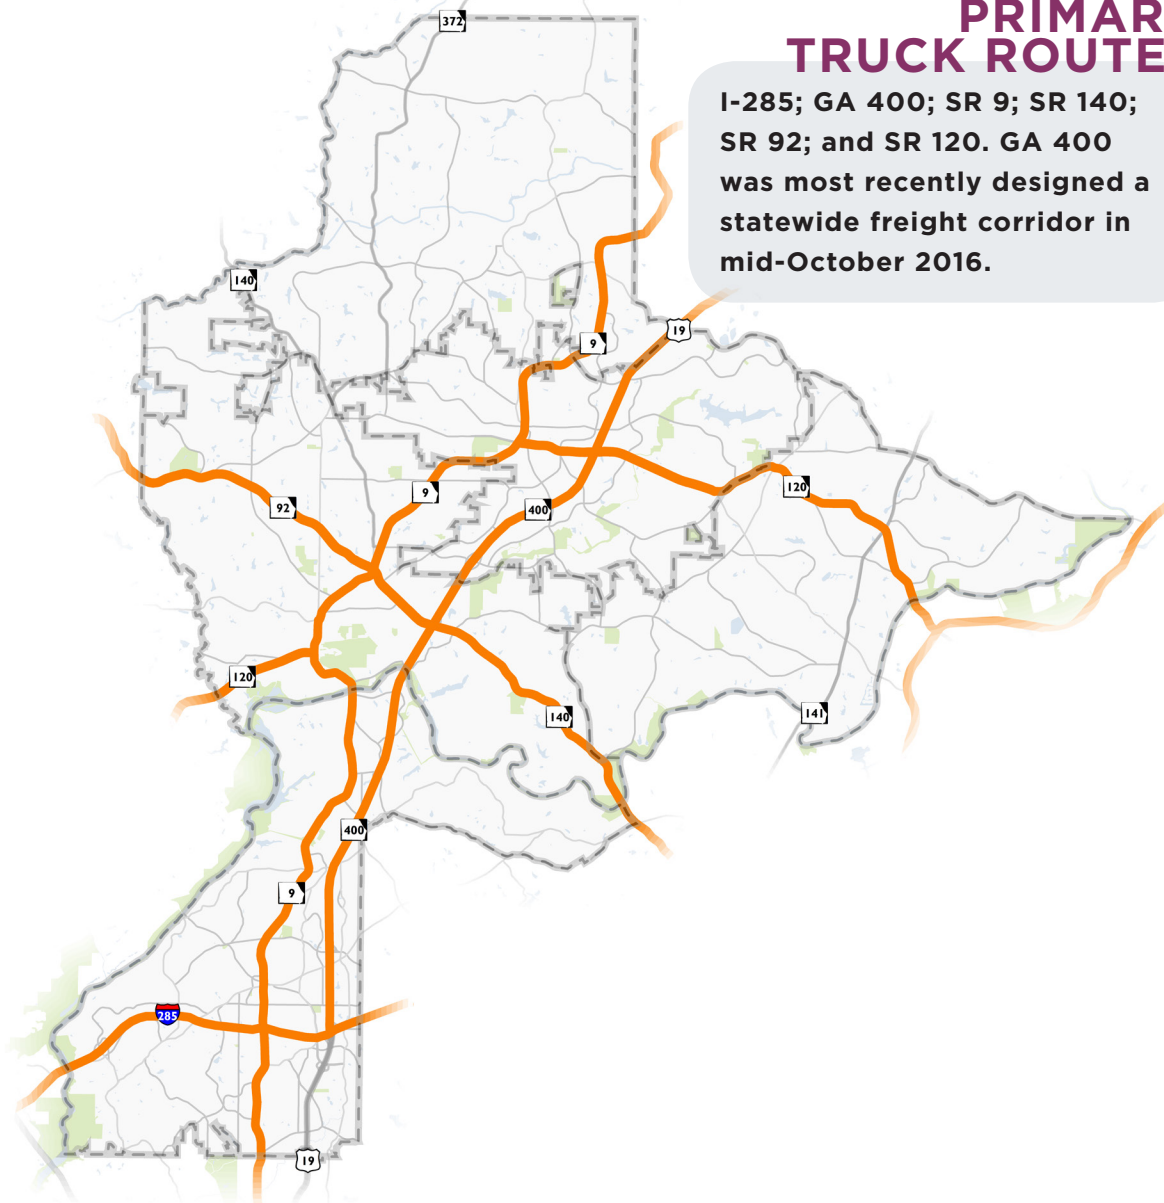 PRIMAR
TRUCK ROUTE
I-285; GA 400; SR 9; SR 140;
SR 92; and SR 120. GA 400
was most recently designed a
statewide freight corridor in
mid-October 2016.
372
140
19
9
9
92
400
120
120
140
141
400
9
285
19